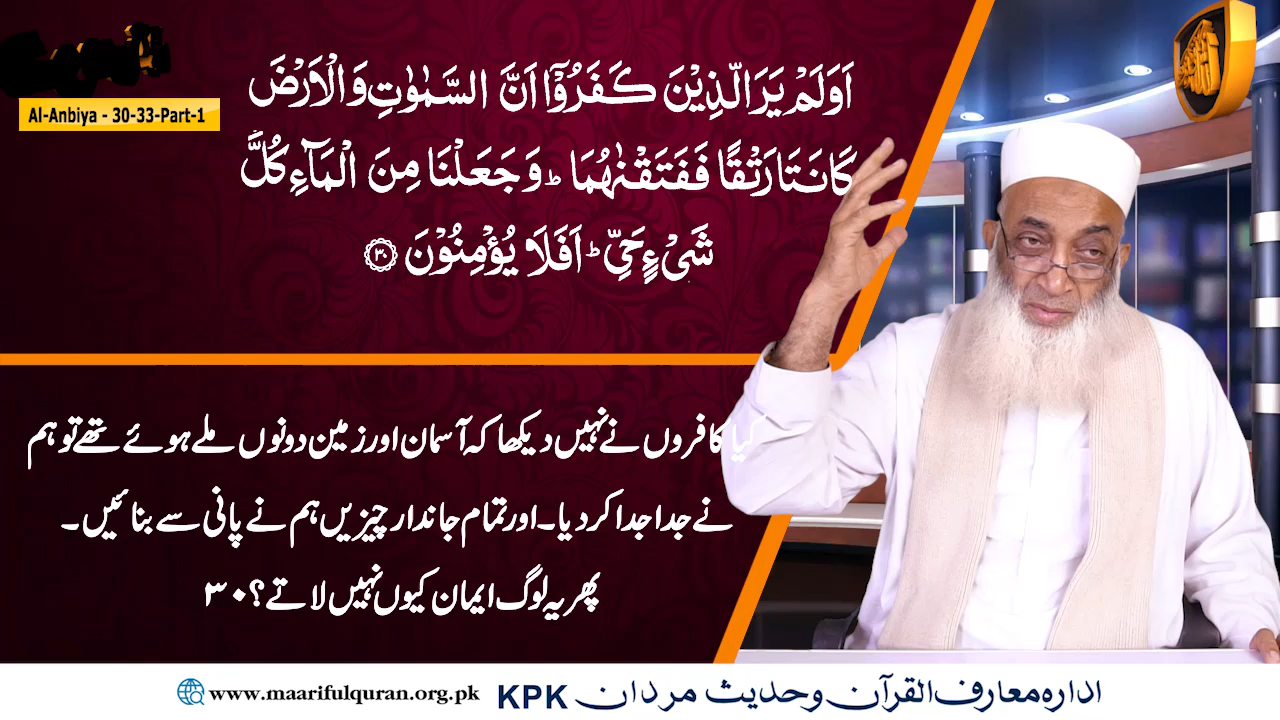 Al-Anbiya - 30-33-Part-1
اَوَلَمْ يَرَ الَّذِيْنَ كَفَرُوْۤا اَنَّ السَّمٰوٰتِ وَالْاَرْضَ
كَانَتَا رَتْقًا فَفَتَقْنٰهُمَا ؕ وَجَعَلْنَا مِنَ الْمَآءِ كُلَّ
شَىْءٍ حَىٍّ ؕ اَفَلَا يُؤْمِنُوْنَ ۝۳۰
کیا کافروں نے نہیں دیکھا کہ آسمان اور زمین دونوں ملے ہوئے تھے تو ہم
نے جدا جدا کردیا۔ اور تمام جاندار چیزیں ہم نے پانی سے بنائیں۔
پھر یہ لوگ ایمان کیوں نہیں لاتے؟ ۳۰
www.maarifulquran.org.pk KPK ادارہ معارف القرآن وحدیث مردان